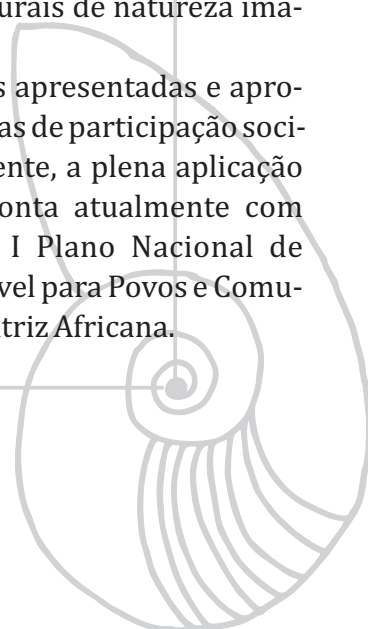 urais de natureza ima-
s apresentadas e apro-
as de participação soci-
ente, a plena aplicação
onta atualmente com
I Plano Nacional de
vel para Povos e Comu-
triz Africana.